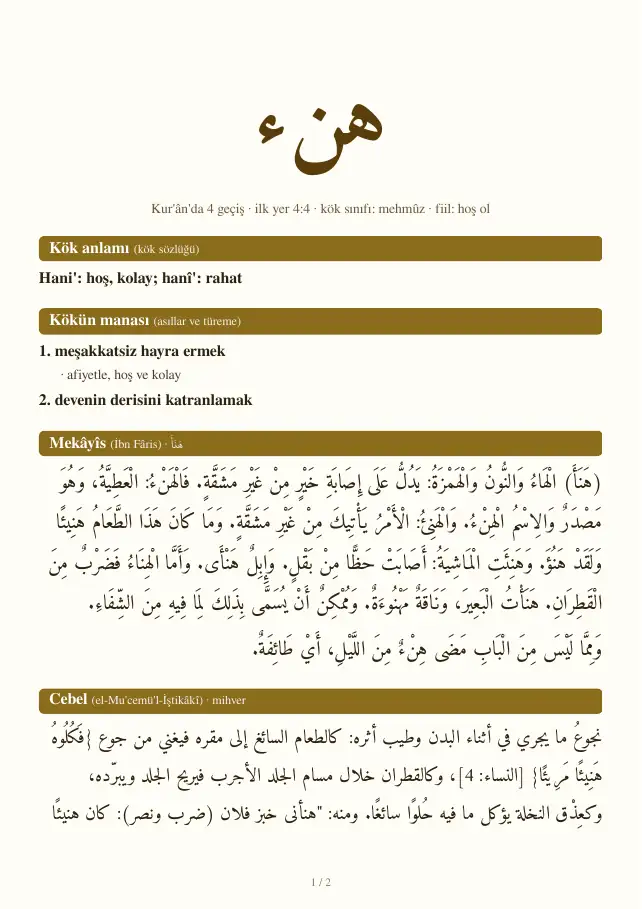 هنء
Kur'ân'da 4 geçiş · ilk yer 4:4 · kök sınıfı: mehmûz · fiil: hoş ol
Kök anlamı (kök sözlüğü)
Hani': hoş, kolay; hanî': rahat
Kökün manası (asıllar ve türeme)
1. meşakkatsiz hayra ermek
· afiyetle, hoş ve kolay
2. devenin derisini katranlamak
Mekâyîs (İbn Fâris) · هَنَأَ
(هَنَأَ) الْهَاءُ وَالنُّونُ وَالْهَمْزَةُ: يَدُلُّ عَلَى إِصَابَةِ خَيْرٍ مِنْ غَيْرِ مَشَقَّةٍ. فَالْهَنْءُ: الْعَطِيَّةُ، وَهُوَ
مَصْدَرٌ وَالِاسْمُ الْهِنْءُ. وَالْهَنِئُ: الْأَمْرُ يَأْتِيكَ مِنْ غَيْرِ مَشَقَّةٍ. وَمَا كَانَ هَذَا الطَّعَامُ هَنِيئًا
وَلَقَدْ هَنُؤَ. وَهَنِئَتِ الْمَاشِيَةُ: أَصَابَتْ حَظًّا مِنْ بَقْلٍ. وَإِبِلٌ هَنْأَى. وَأَمَّا الْهِنَاءُ فَضَرْبٌ مِنَ
الْقَطِرَانِ. هَنَأْتُ الْبَعِيرَ، وَنَاقَةٌ مَهْنُوءَةٌ. وَمُمْكِنٌ أَنْ يُسَمَّى بِذَلِكَ لِمَا فِيهِ مِنَ الشِّفَاءِ.
وَمِمَّا لَيْسَ مِنَ الْبَابِ مَضَى هِنْءٌ مِنَ اللَّيْلِ، أَيْ طَائِفَةٌ.
Cebel (el-Mu'cemü'l-İştikâkî) · mihver
نجوعُ ما يجري في أثناء البدن وطيب أثره: كالطعام السائغ إلى مقره فيغني من جوع {فَكُلُوهُ
هَنِيئًا مَرِيئًا} [النساء: 4]، وكالقطران خلال مسام الجلد الأجرب فيريح الجلد ويبرّده،
وكعِذْق النخلة يؤكل ما فيه حُلوًا سائغًا. ومنه: "هنأنى خبز فلان (ضرب ونصر): كان هنيئًا
1 / 2